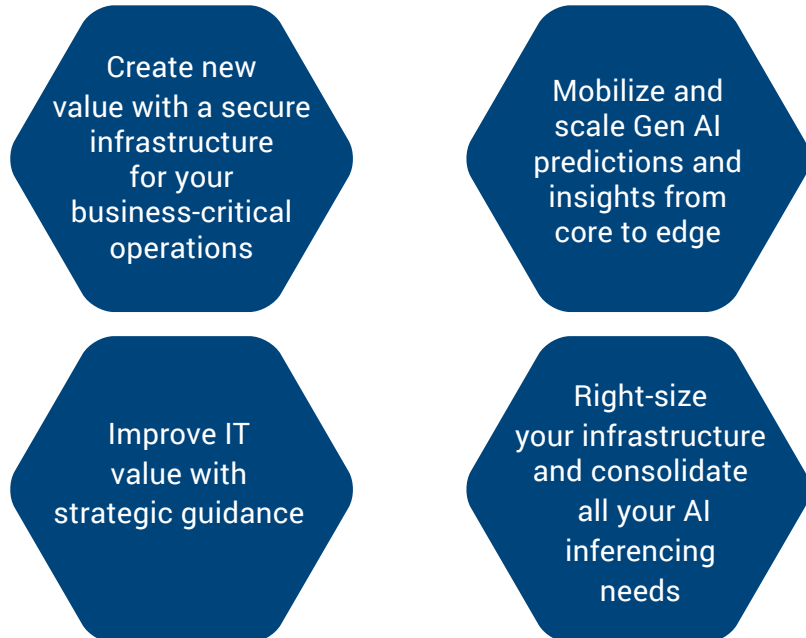 Create new
value with a secure
infrastructure
for your
business-critical
operations
Mobilize and
scale Gen AI
predictions and
insights from
core to edge
Improve IT
value with
strategic guidance
Right-size
your infrastructure
and consolidate
all your AI
inferencing
needs